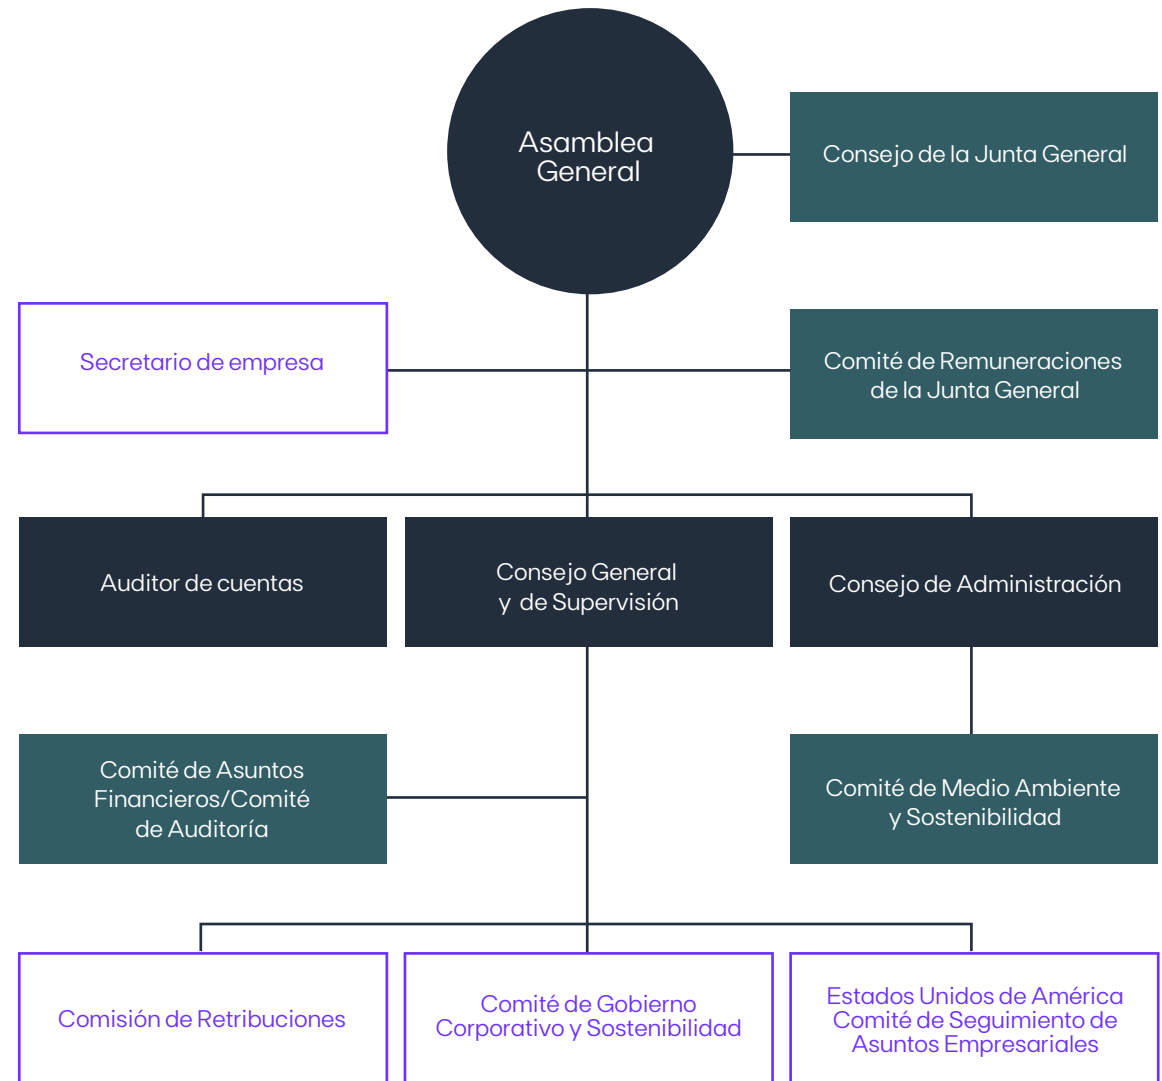 Asamblea
General
Consejo de la Junta General
Secretario de empresa
Comité de Remuneraciones
de la Junta General
Auditor de cuentas
Consejo General
y de Supervisión
Consejo de Administración
Comité de Asuntos
Financieros/Comité
de Auditoría
Comité de Medio Ambiente
y Sostenibilidad
Comisión de Retribuciones
Comité de Gobierno
Corporativo y Sostenibilidad
Estados Unidos de América
Comité de Seguimiento de
Asuntos Empresariales